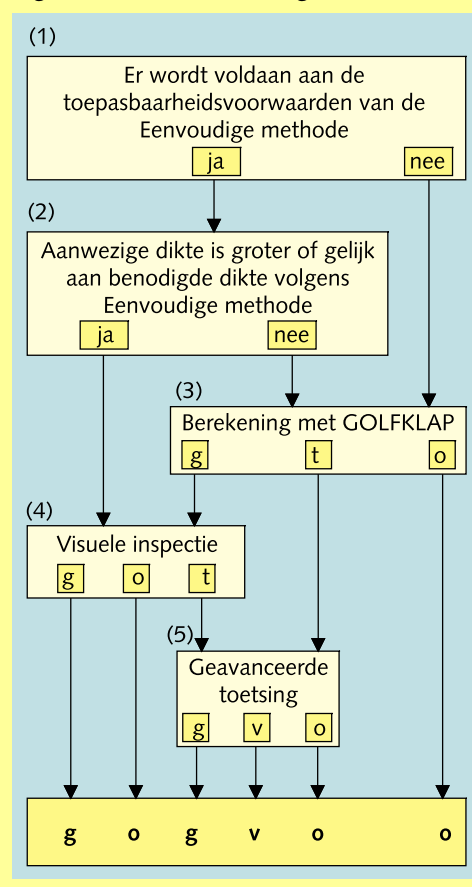 (1)
Er wordt voldaan aan de
toepasbaarheidsvoorwaarden van de
Eenvoudige methode
ja nee
(2)
Aanwezige dikte is groter of gelijk
aan benodigde dikte volgens
Eenvoudige methode
ja nee
(3)
Berekening met GOLFKLAP
g t o
(4)
Visuele inspectie
g o t
(5)
Geavanceerde
toetsing
g v o
g o g v o o